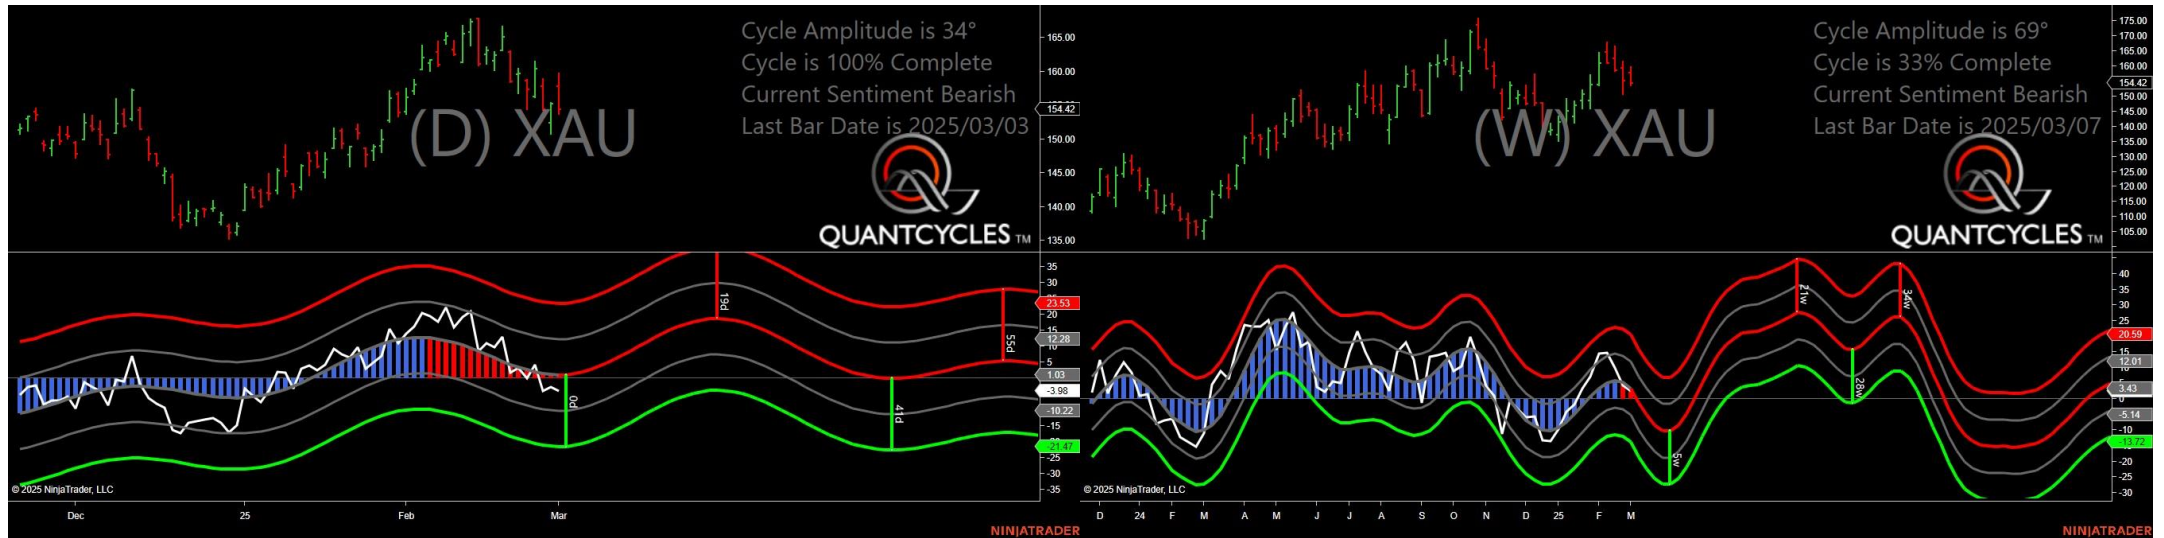 Cycle Amplitude is 34°
Cycle is 100% Complete
Current Sentiment Bearish
Last Bar Date is 2025/03/03
(D) XAU
QUANTCYCLES TM
165.00
160.00
154.42
150.00
145.00
140.00
135.00
35
30
23.53
20
15
12.28
10
5
1.03
-3.98
-10.22
-15
-21.47
-25
-30
-35
0d
19d
41d
55d
© 2025 NinjaTrader, LLC
Dec
25
Feb
Mar
NINJATRADER
Cycle Amplitude is 69°
Cycle is 33% Complete
Current Sentiment Bearish
Last Bar Date is 2025/03/07
(W) XAU
QUANTCYCLES TM
175.00
170.00
165.00
160.00
154.42
150.00
145.00
140.00
135.00
130.00
125.00
120.00
115.00
110.00
105.00
40
35
30
25
20.59
15
12.01
3.43
0
-5.14
-10
-13.72
-20
-25
-30
5w
21w
28w
34w
© 2025 NinjaTrader, LLC
D
24
F
M
A
M
J
J
A
S
O
N
D
25
F
M
NINJATRADER